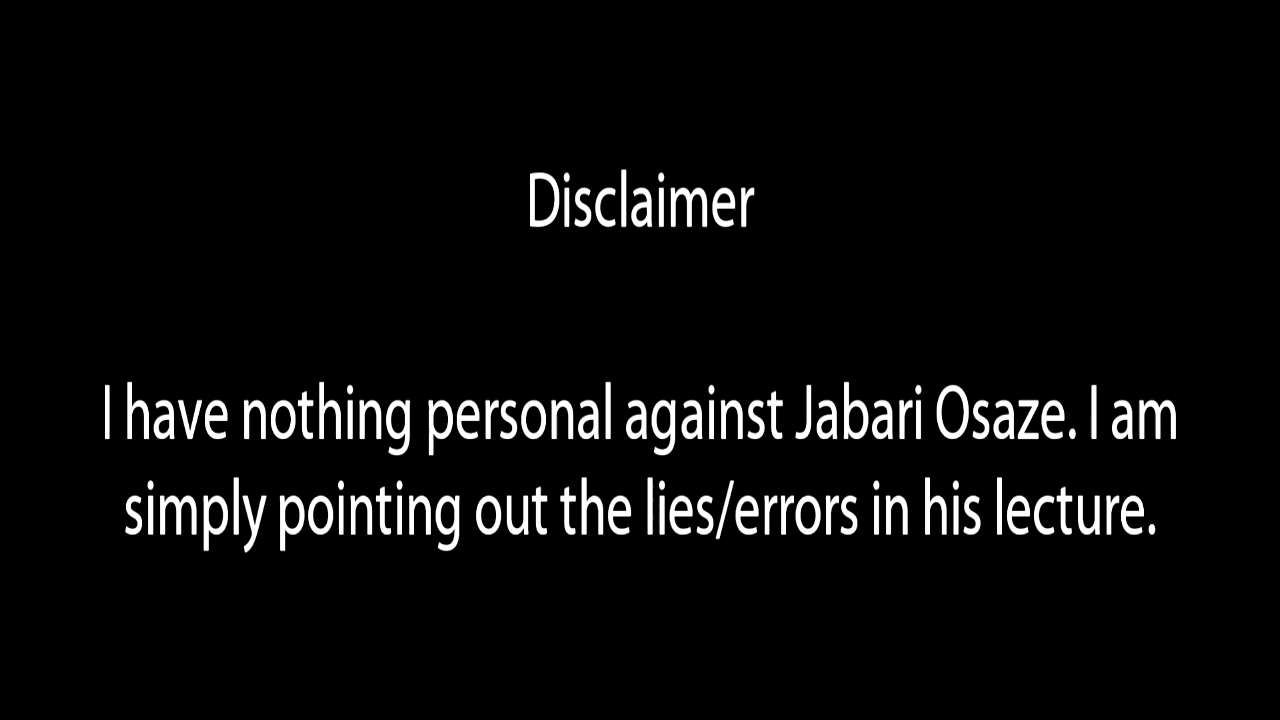 Disclaimer
I have nothing personal against Jabari Osaze. I am
simply pointing out the lies/errors in his lecture.